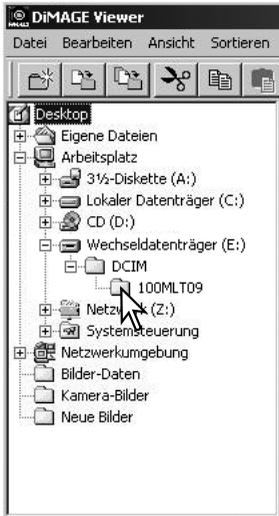 DiMAGE Viewer
Datei Bearbeiten Ansicht Sortieren
Desktop
Eigene Dateien
Arbeitsplatz
3½-Diskette (A:)
Lokaler Datenträger (C:)
CD (D:)
Wechseldatenträger (E:)
DCIM
100MLT09
(Z:)
Systemsteuerung
Netzwerkumgebung
Bilder-Daten
Kamera-Bilder
Neue Bilder